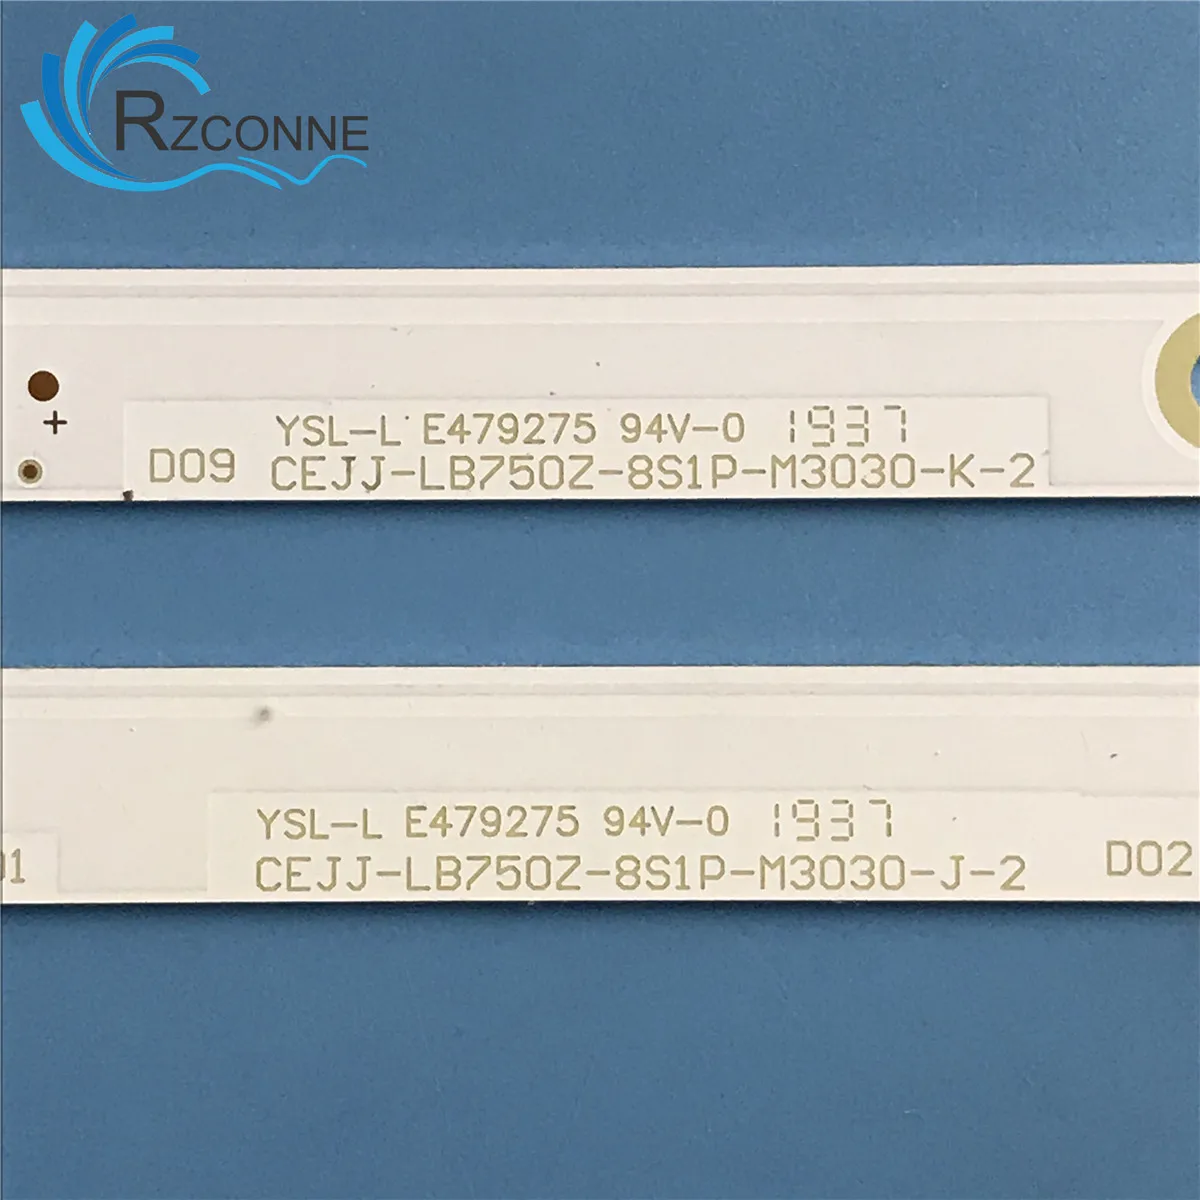 RZCONNE
YSL-L E479275 94V-0 1937
D09 CEJJ-LB750Z-8S1P-M3030-K-2
YSL-L E479275 94V-0 1937
CEJJ-LB750Z-8S1P-M3030-J-2 D02